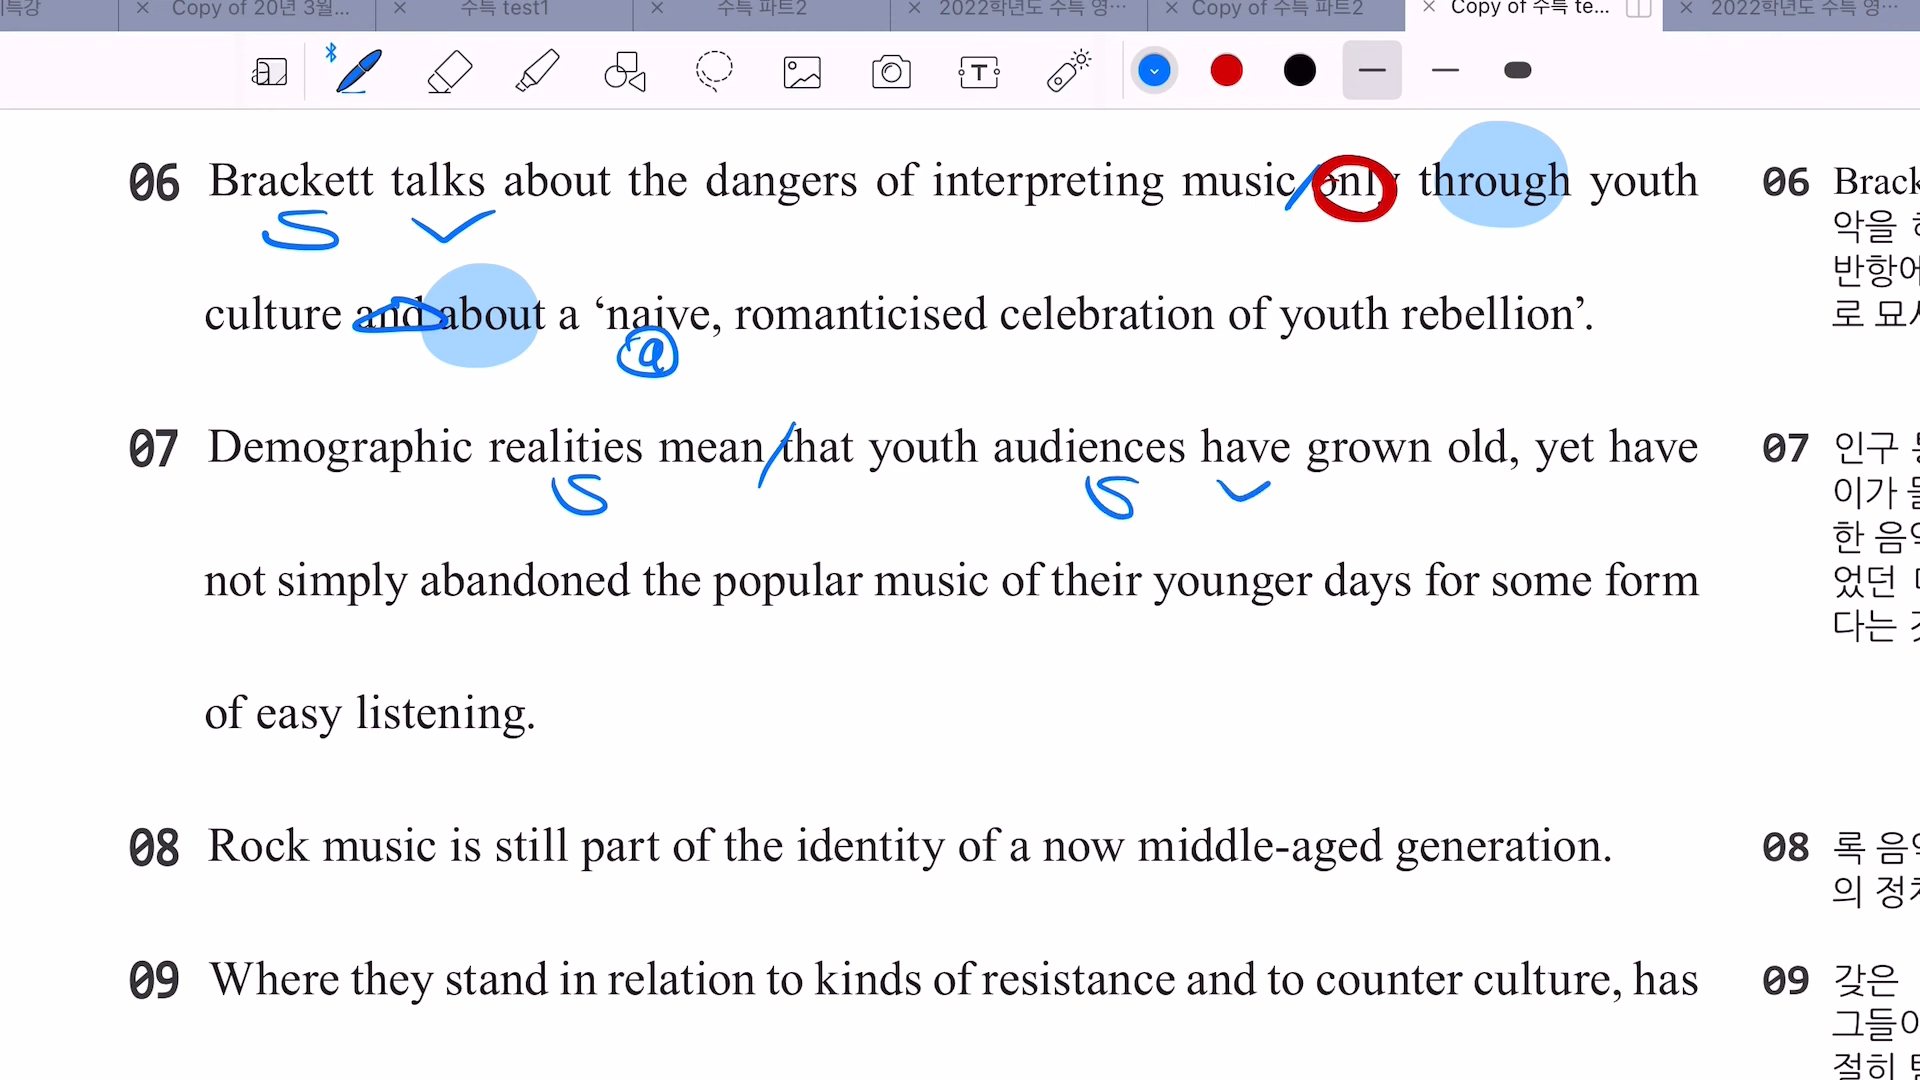 특강
× Copy of 20년 3월...
× 수특 test1
× 수특 파트2
× 2022학년도 수특 영...
× Copy of 수특 파트2
× Copy of 수특 te...
× 2022학년도 수특 영...
06 Brackett talks about the dangers of interpreting music only through youth
S
culture and about a ‘naive, romanticised celebration of youth rebellion’.
a
07 Demographic realities mean that youth audiences have grown old, yet have
S S
not simply abandoned the popular music of their younger days for some form
of easy listening.
08 Rock music is still part of the identity of a now middle-aged generation.
09 Where they stand in relation to kinds of resistance and to counter culture, has
06 Brack
악을
반항에
로 묘사
07 인구
이가
한 음악
었던
다는
08 록 음악
의 정치
09 갖은
그들이
절히